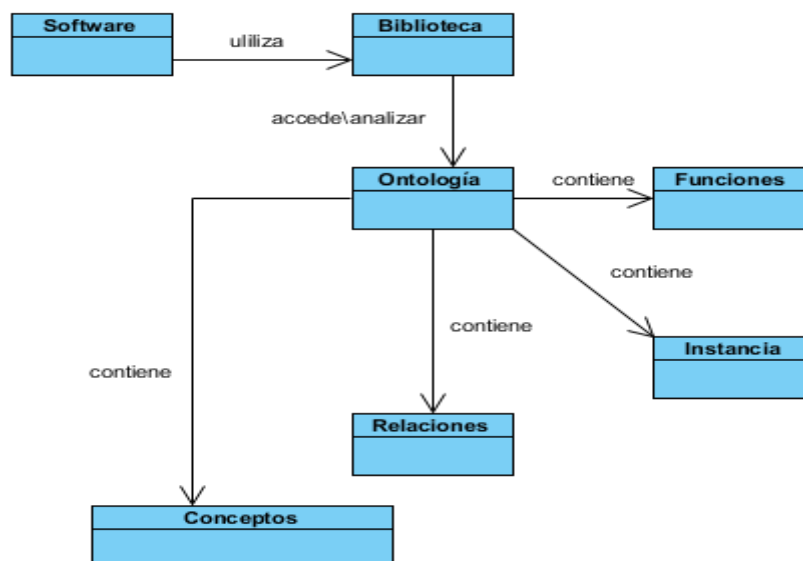 Software
Biblioteca
uliliza
accede\analizar
Ontología
contiene
Funciones
contiene
contiene
Instancia
contiene
Relaciones
Conceptos